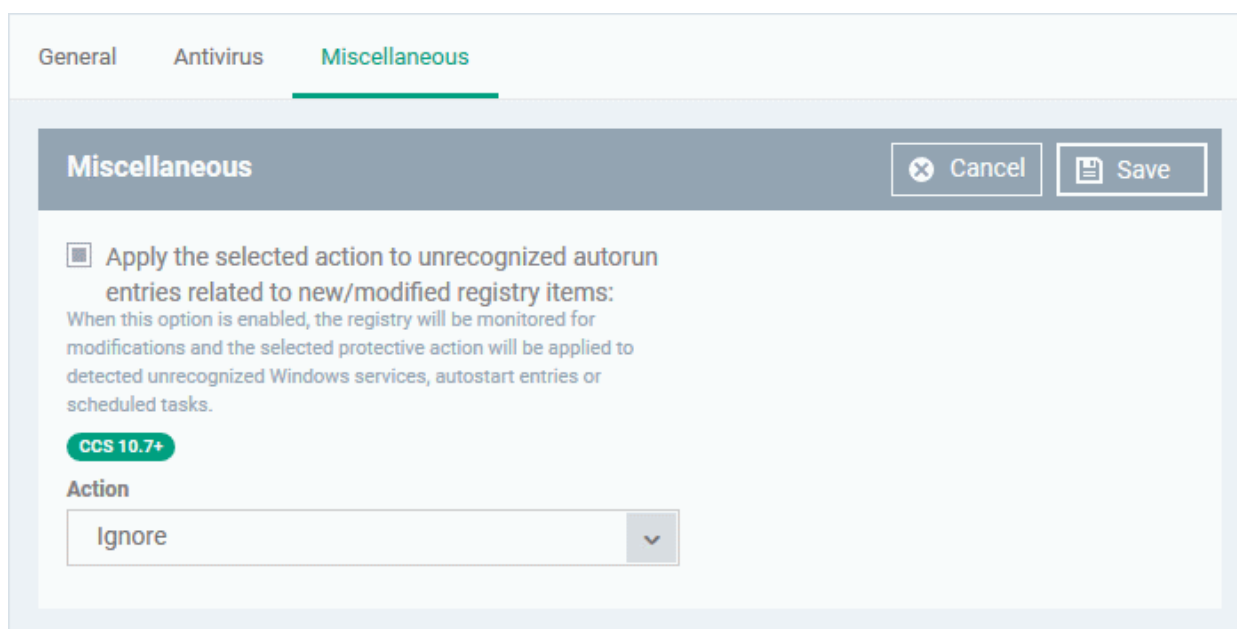 General Antivirus Miscellaneous
Miscellaneous Cancel Save
Apply the selected action to unrecognized autorun
entries related to new/modified registry items:
When this option is enabled, the registry will be monitored for
modifications and the selected protective action will be applied to
detected unrecognized Windows services, autostart entries or
scheduled tasks.
CCS 10.7+
Action
Ignore